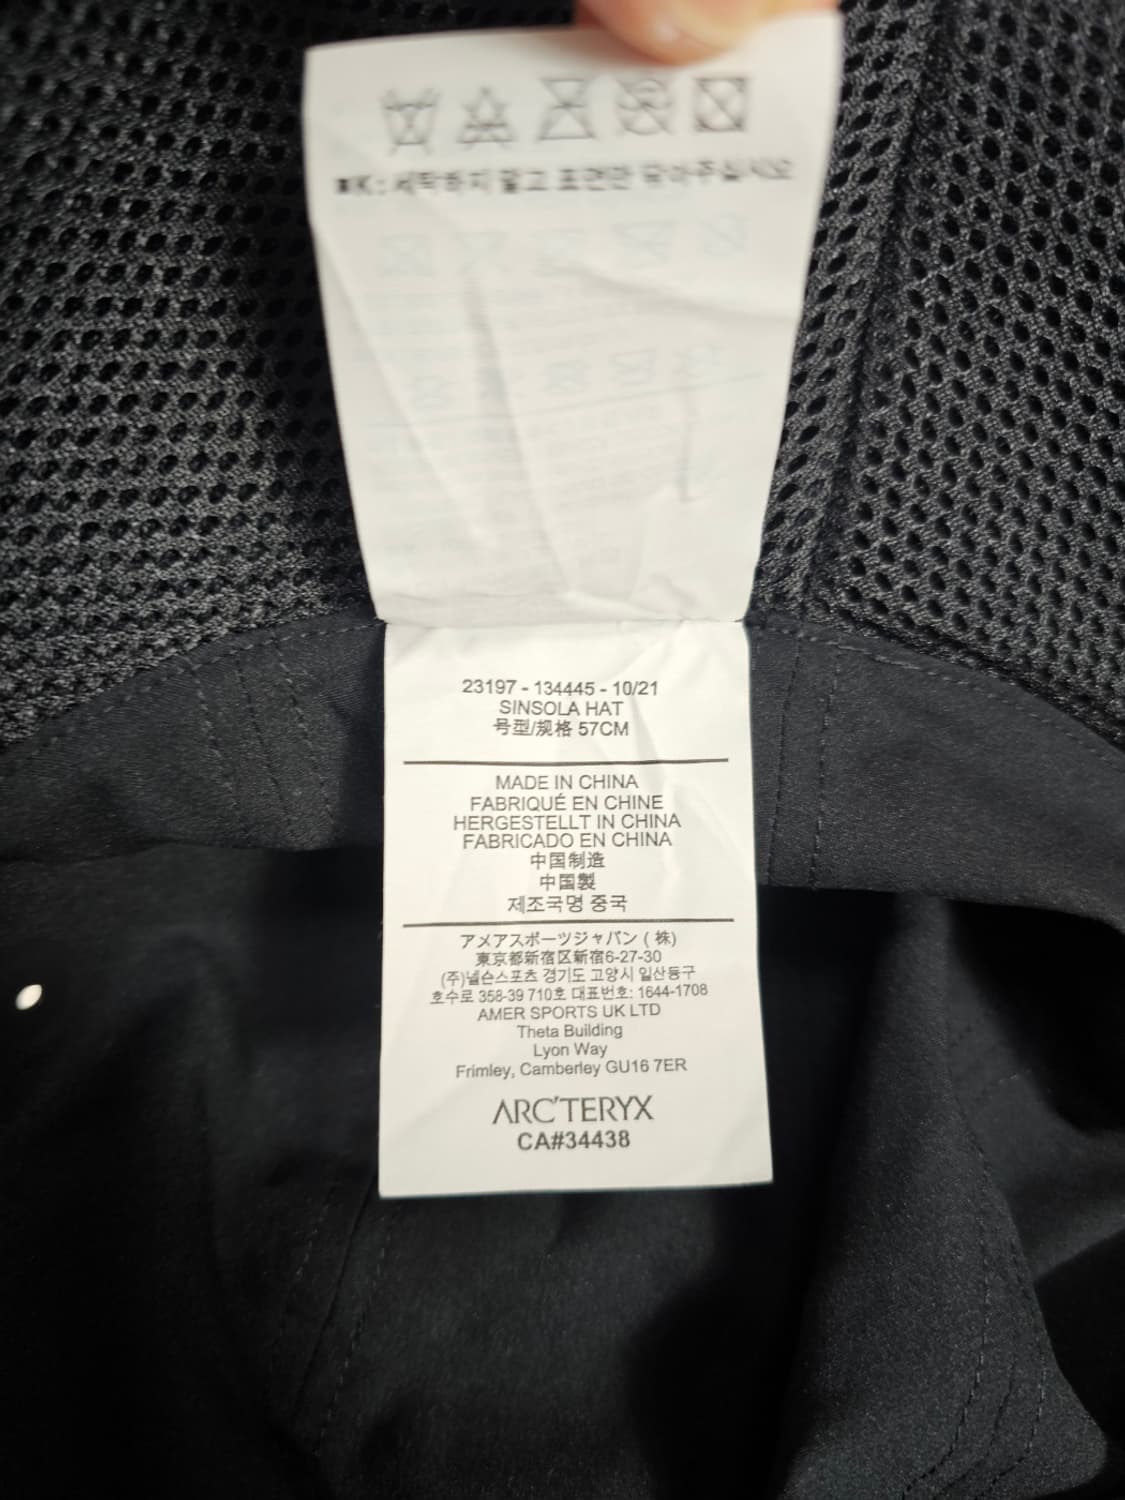 세탁하지 말고 표면만 닦아주십시오
23197 - 134445 - 10/21
SINSOLA HAT
号型/规格 57CM
MADE IN CHINA
FABRIQUÉ EN CHINE
HERGESTELLT IN CHINA
FABRICADO EN CHINA
中国制造
中国製
제조국명 중국
アメアスポーツジャパン ( 株)
東京都新宿区新宿6-27-30
(주)넬슨스포츠 경기도 고양시 일산동구
호수로 358-39 710호 대표번호: 1644-1708
AMER SPORTS UK LTD
Theta Building
Lyon Way
Frimley, Camberley GU16 7ER
ARC'TERYX
CA#34438